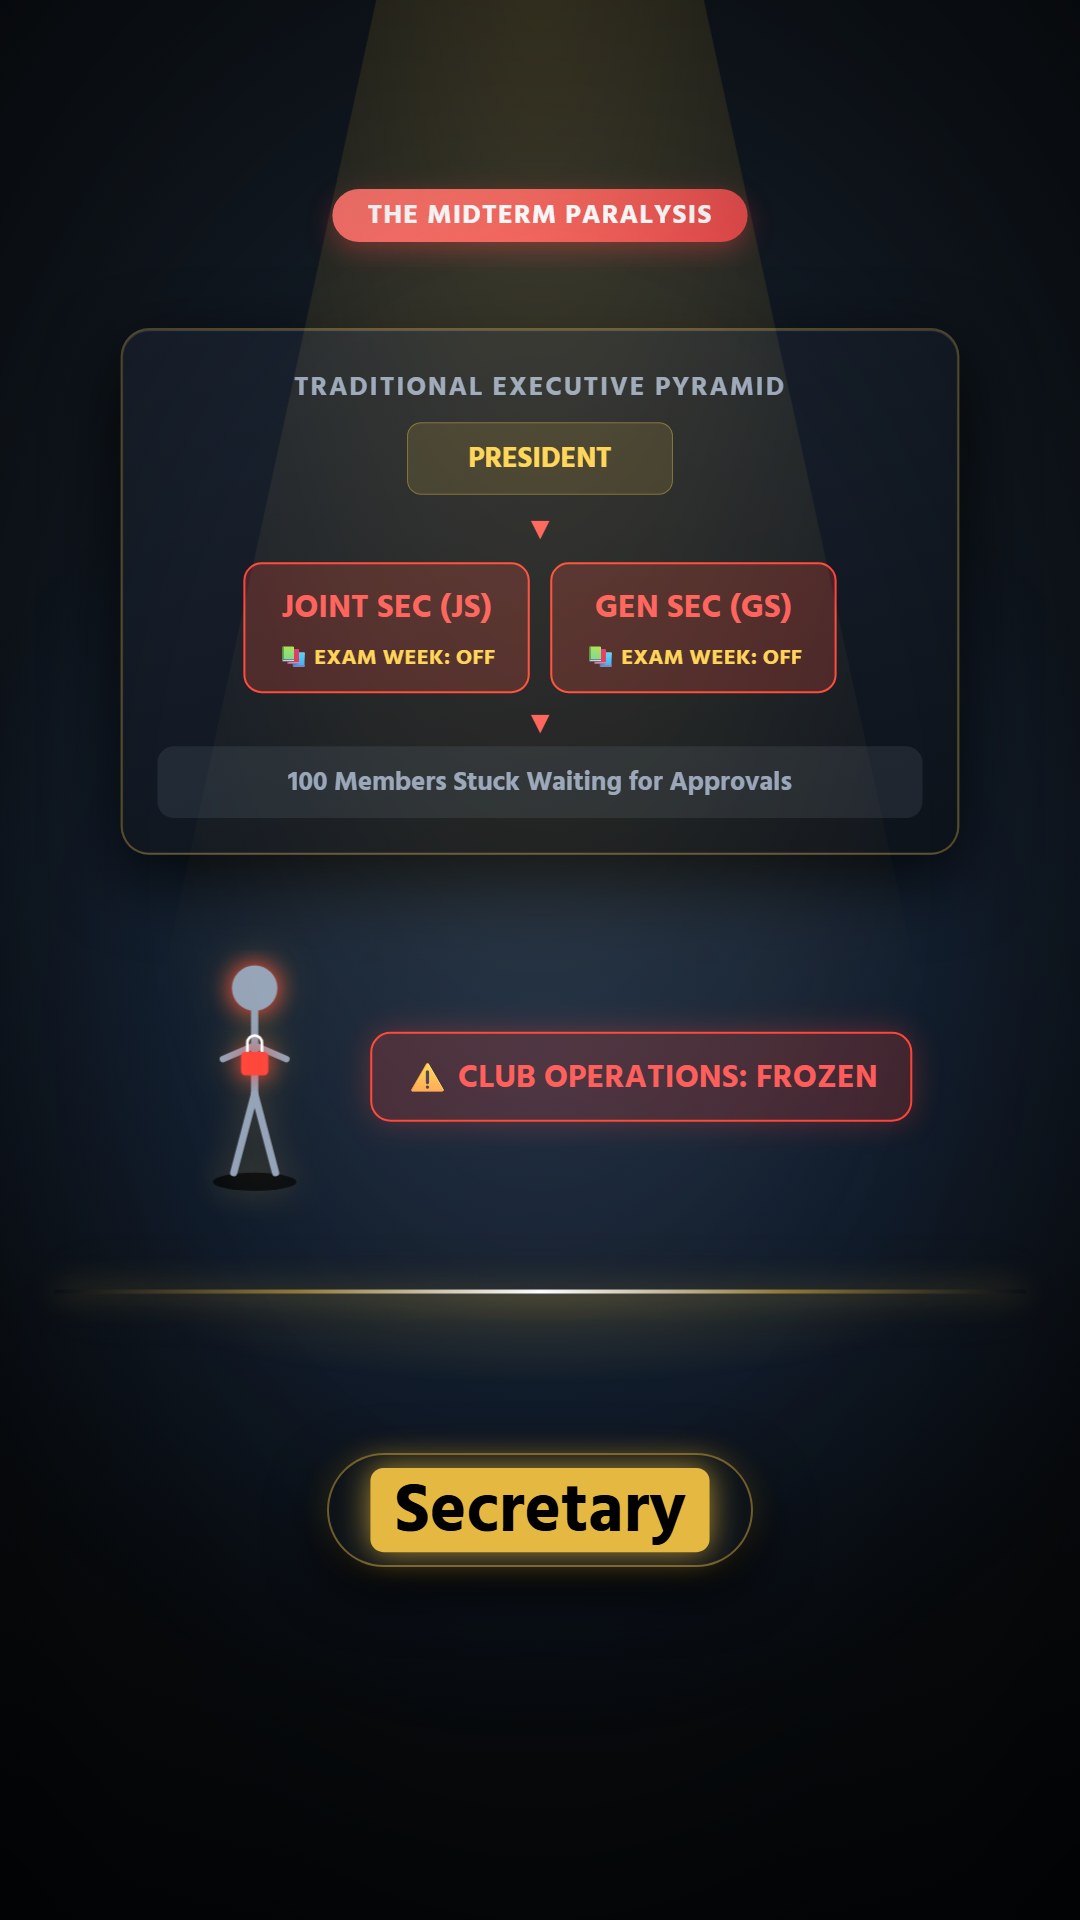 THE MIDTERM PARALYSIS
TRADITIONAL EXECUTIVE PYRAMID
PRESIDENT
▼
JOINT SEC (JS)
📚 EXAM WEEK: OFF
GEN SEC (GS)
📚 EXAM WEEK: OFF
▼
100 Members Stuck Waiting for Approvals
⚠️ CLUB OPERATIONS: FROZEN
Secretary